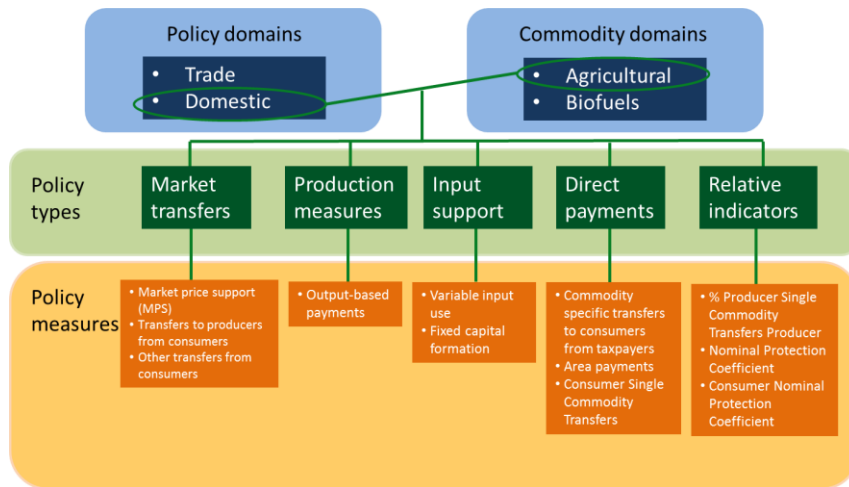 Policy domains
• Trade
• Domestic
Commodity domains
• Agricultural
• Biofuels
Policy
types
Market
transfers
Production
measures
Input
support
Direct
payments
Relative
indicators
Policy
measures
• Market price support
(MPS)
• Transfers to producers
from consumers
• Other transfers from
consumers
• Output-based
payments
• Variable input
use
• Fixed capital
formation
• Commodity
specific transfers
to consumers
from taxpayers
• Area payments
• Consumer Single
Commodity
Transfers
• % Producer Single
Commodity
Transfers Producer
• Nominal Protection
Coefficient
• Consumer Nominal
Protection
Coefficient